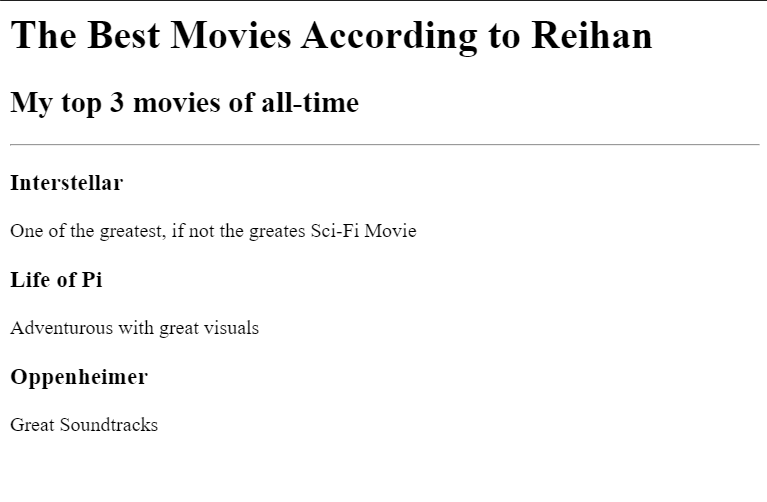 The Best Movies According to Reihan
My top 3 movies of all-time
Interstellar
One of the greatest, if not the greates Sci-Fi Movie
Life of Pi
Adventurous with great visuals
Oppenheimer
Great Soundtracks